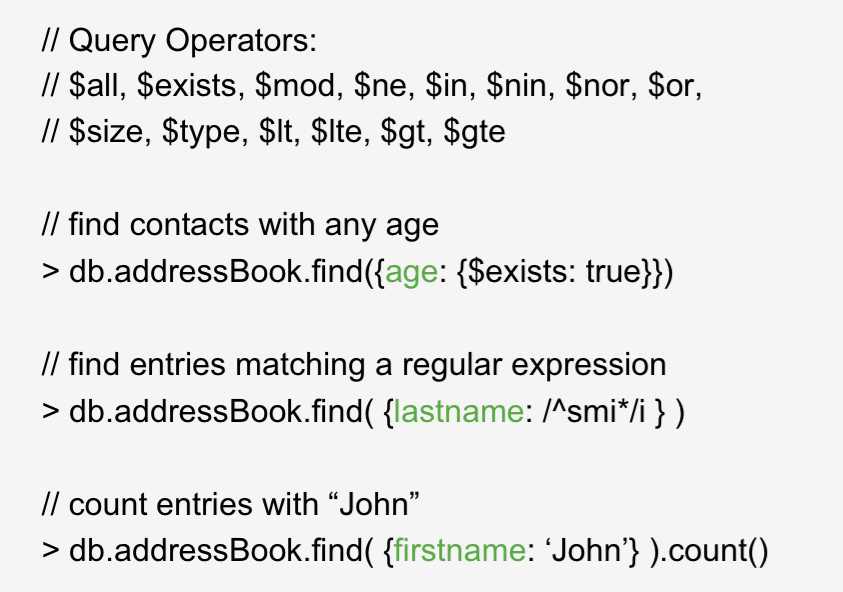 // Query Operators:
// $all, $exists, $mod, $ne, $in, $nin, $nor, $or,
// $size, $type, $lt, $lte, $gt, $gte
// find contacts with any age
> db.addressBook.find({age: {$exists: true}})
// find entries matching a regular expression
> db.addressBook.find( {lastname: /^smi*/i } )
// count entries with “John”
> db.addressBook.find( {firstname: ‘John’} ).count()